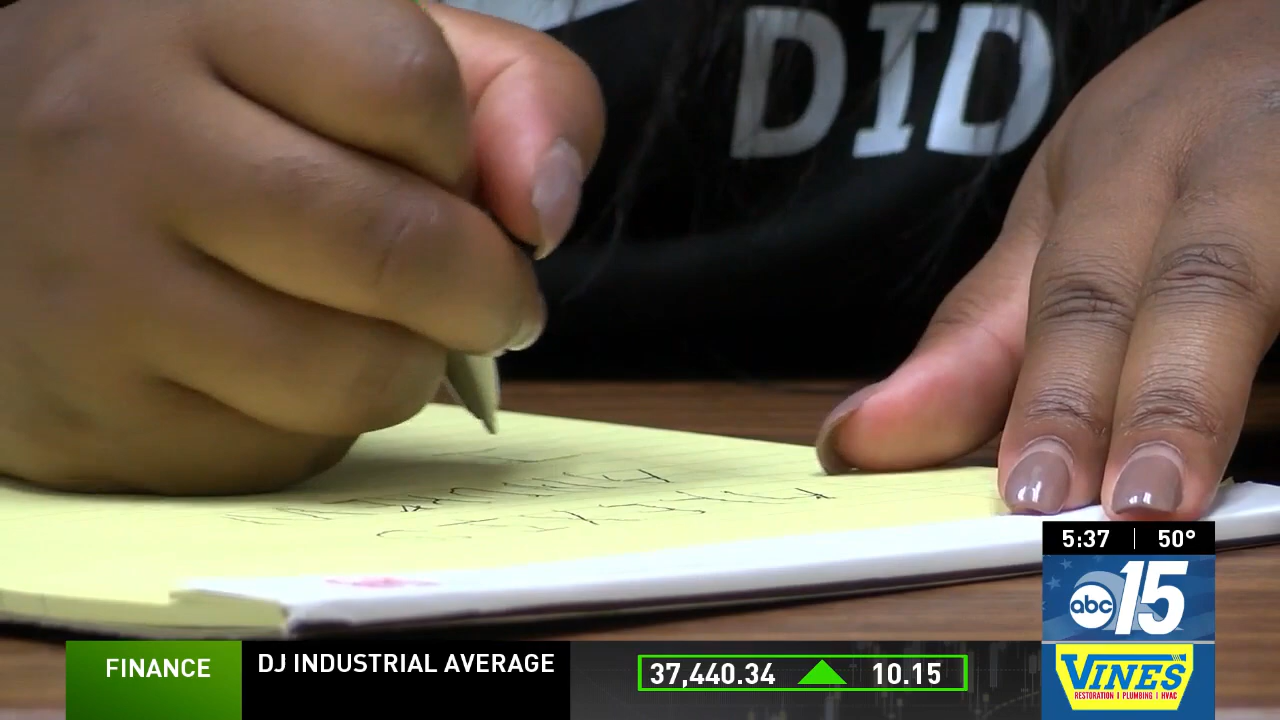 DID
5:37 | 50°
abc 15
FINANCE
DJ INDUSTRIAL AVERAGE
37,440.34 10.15
VINES
RESTORATION | PLUMBING | HVAC